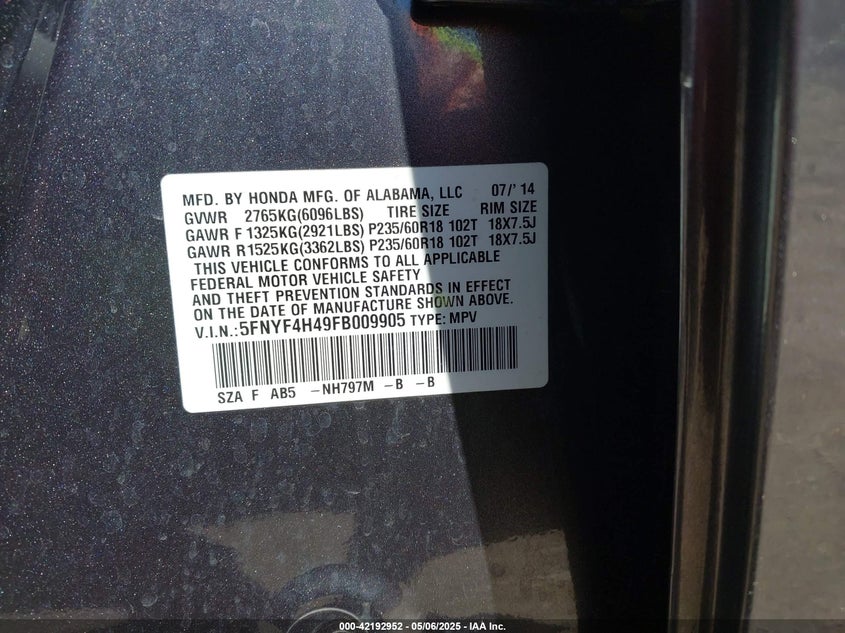 MFD. BY HONDA MFG. OF ALABAMA, LLC 07/'14
GVWR 2765KG(6096LBS) TIRE SIZE RIM SIZE
GAWR F 1325KG(2921LBS) P235/60R18 102T 18X7.5J
GAWR R1525KG(3362LBS) P235/60R18 102T 18X7.5J
THIS VEHICLE CONFORMS TO ALL APPLICABLE
FEDERAL MOTOR VEHICLE SAFETY
AND THEFT PREVENTION STANDARDS IN EFFECT
ON THE DATE OF MANUFACTURE SHOWN ABOVE.
V.I.N.:5FNYF4H49FB009905 TYPE: MPV
SZA F AB5 -NH797M -B -B
000-42192952 - 05/06/2025 - IAA Inc.